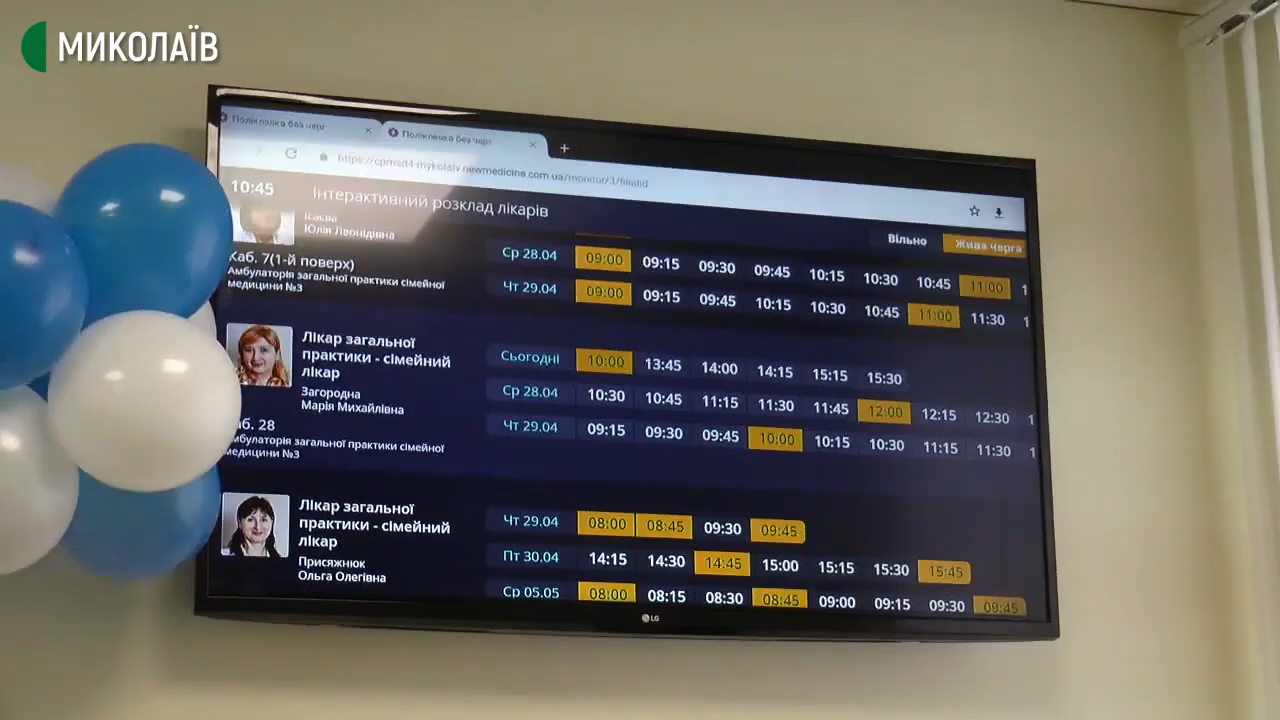 МИКОЛАЇВ
Поліклініка без черг
Поліклініка без черг
https://cpmsd4-mykolaiv.newmedicine.com.ua/monitor/3/filialid
10:45 Інтерактивний розклад лікарів
Вільно Жива черга
Юлія Леонідівна
Каб. 7(1-й поверх)
Амбулаторія загальної практики сімейної
медицини №3
Ср 28.04 09:00 09:15 09:30 09:45 10:15 10:30 10:45 11:00
Чт 29.04 09:00 09:15 09:45 10:15 10:30 10:45 11:00 11:30
Лікар загальної
практики - сімейний
лікар
Загородна
Марія Михайлівна
аб. 28
мбулаторія загальної практики сімейної
медицини №3
Сьогодні 10:00 13:45 14:00 14:15 15:15 15:30
Ср 28.04 10:30 10:45 11:15 11:30 11:45 12:00 12:15 12:30
Чт 29.04 09:15 09:30 09:45 10:00 10:15 10:30 11:15 11:30
Лікар загальної
практики - сімейний
лікар
Присяжнюк
Ольга Олегівна
Чт 29.04 08:00 08:45 09:30 09:45
Пт 30.04 14:15 14:30 14:45 15:00 15:15 15:30 15:45
Ср 05.05 08:00 08:15 08:30 08:45 09:00 09:15 09:30 09:45
LG